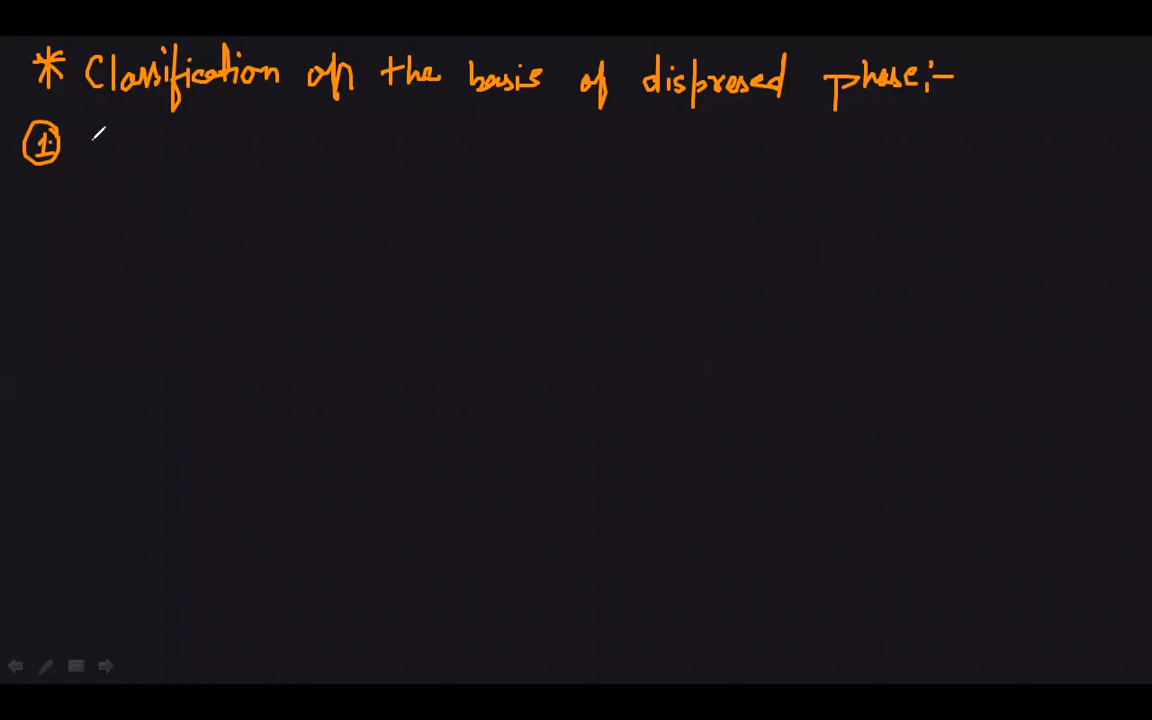 * Classification on the basis of dispresed phase:-
1.